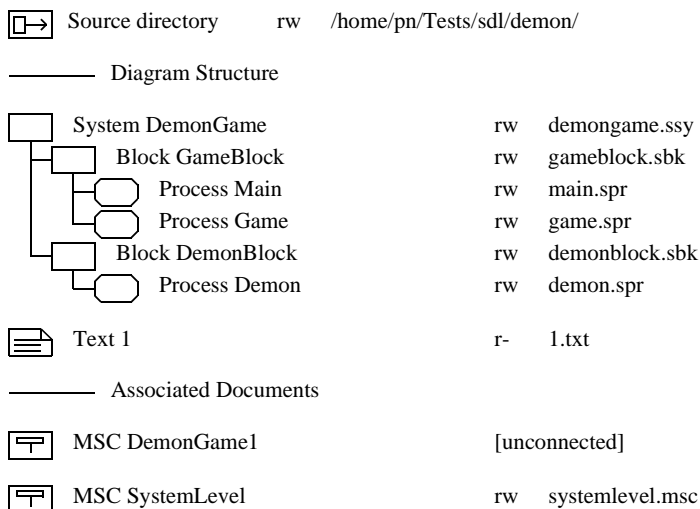 Source directory rw /home/pn/Tests/sdl/demon/
Diagram Structure
System DemonGame rw demongame.ssy
Block GameBlock rw gameblock.sbk
Process Main rw main.spr
Process Game rw game.spr
Block DemonBlock rw demonblock.sbk
Process Demon rw demon.spr
Text 1 r- 1.txt
Associated Documents
MSC DemonGame1 [unconnected]
MSC SystemLevel rw systemlevel.msc